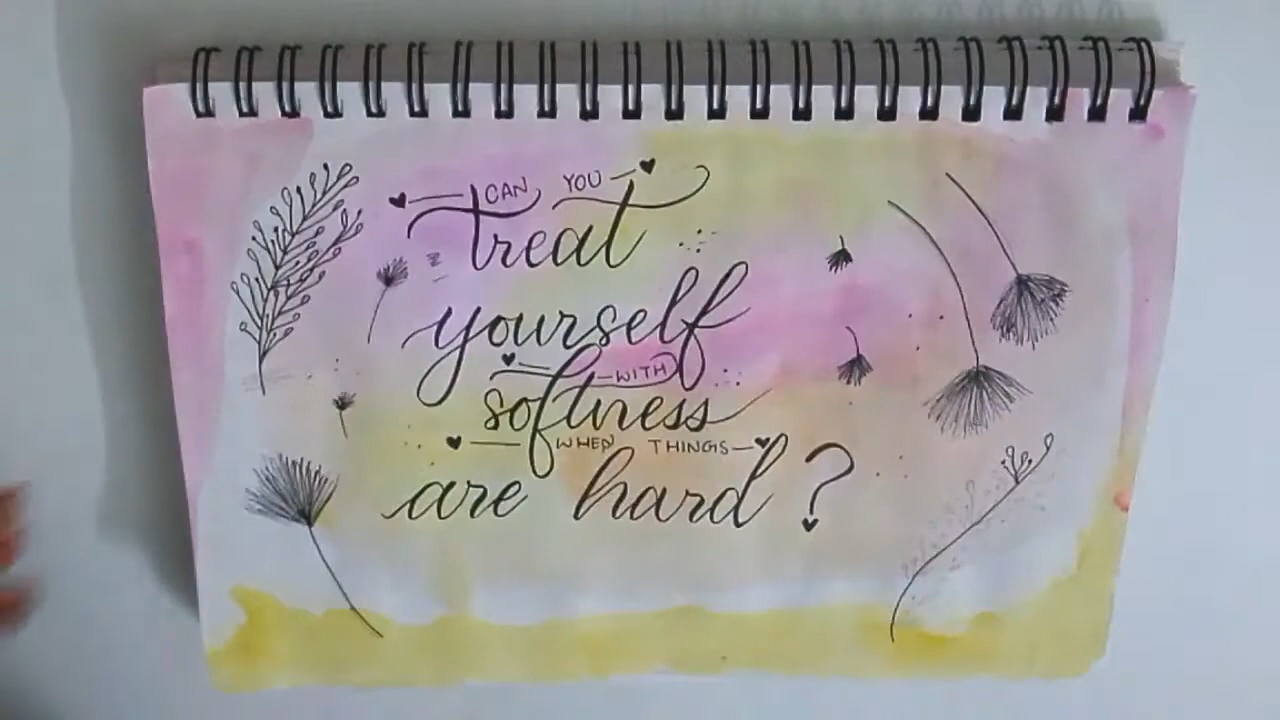 CAN YOU
treat
yourself
WITH
softness
WHEN THINGS
are hard?